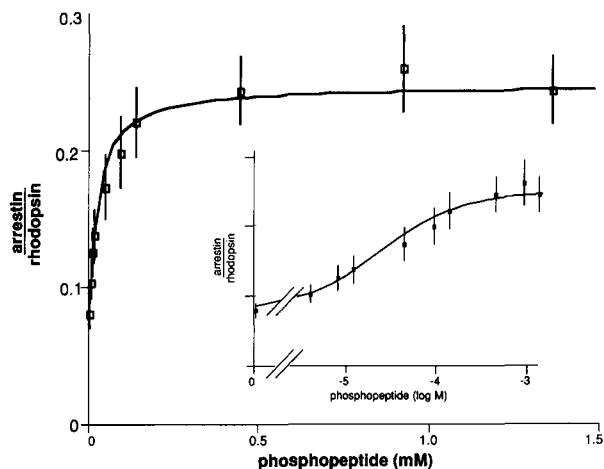 0.3
0.2
0.1
0
arrestin
rhodopsin
0
0.5
1.0
1.5
phosphopeptide (mM)
arrestin
rhodopsin
0
-5
-4
-3
phosphopeptide (log M)